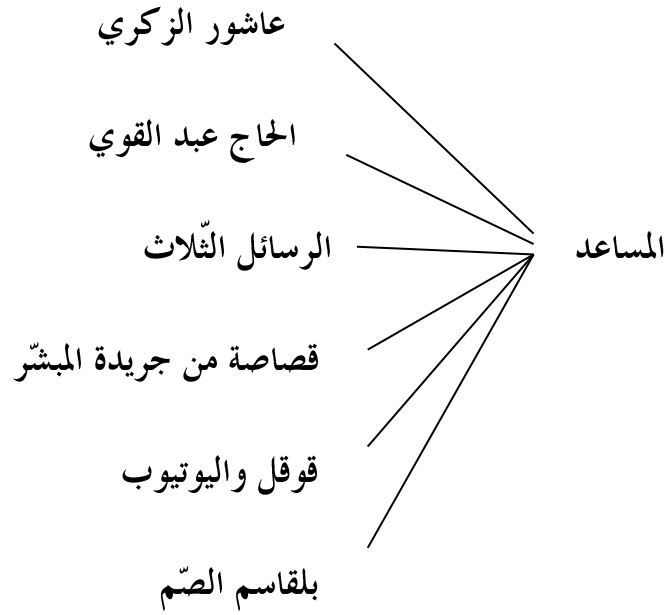 عاشور الزكري
الحاج عبد القوي
الرسائل الثّلاث
المساعد
قصاصة من جريدة المبشّر
قوقل واليوتيوب
بلقاسم الصّم